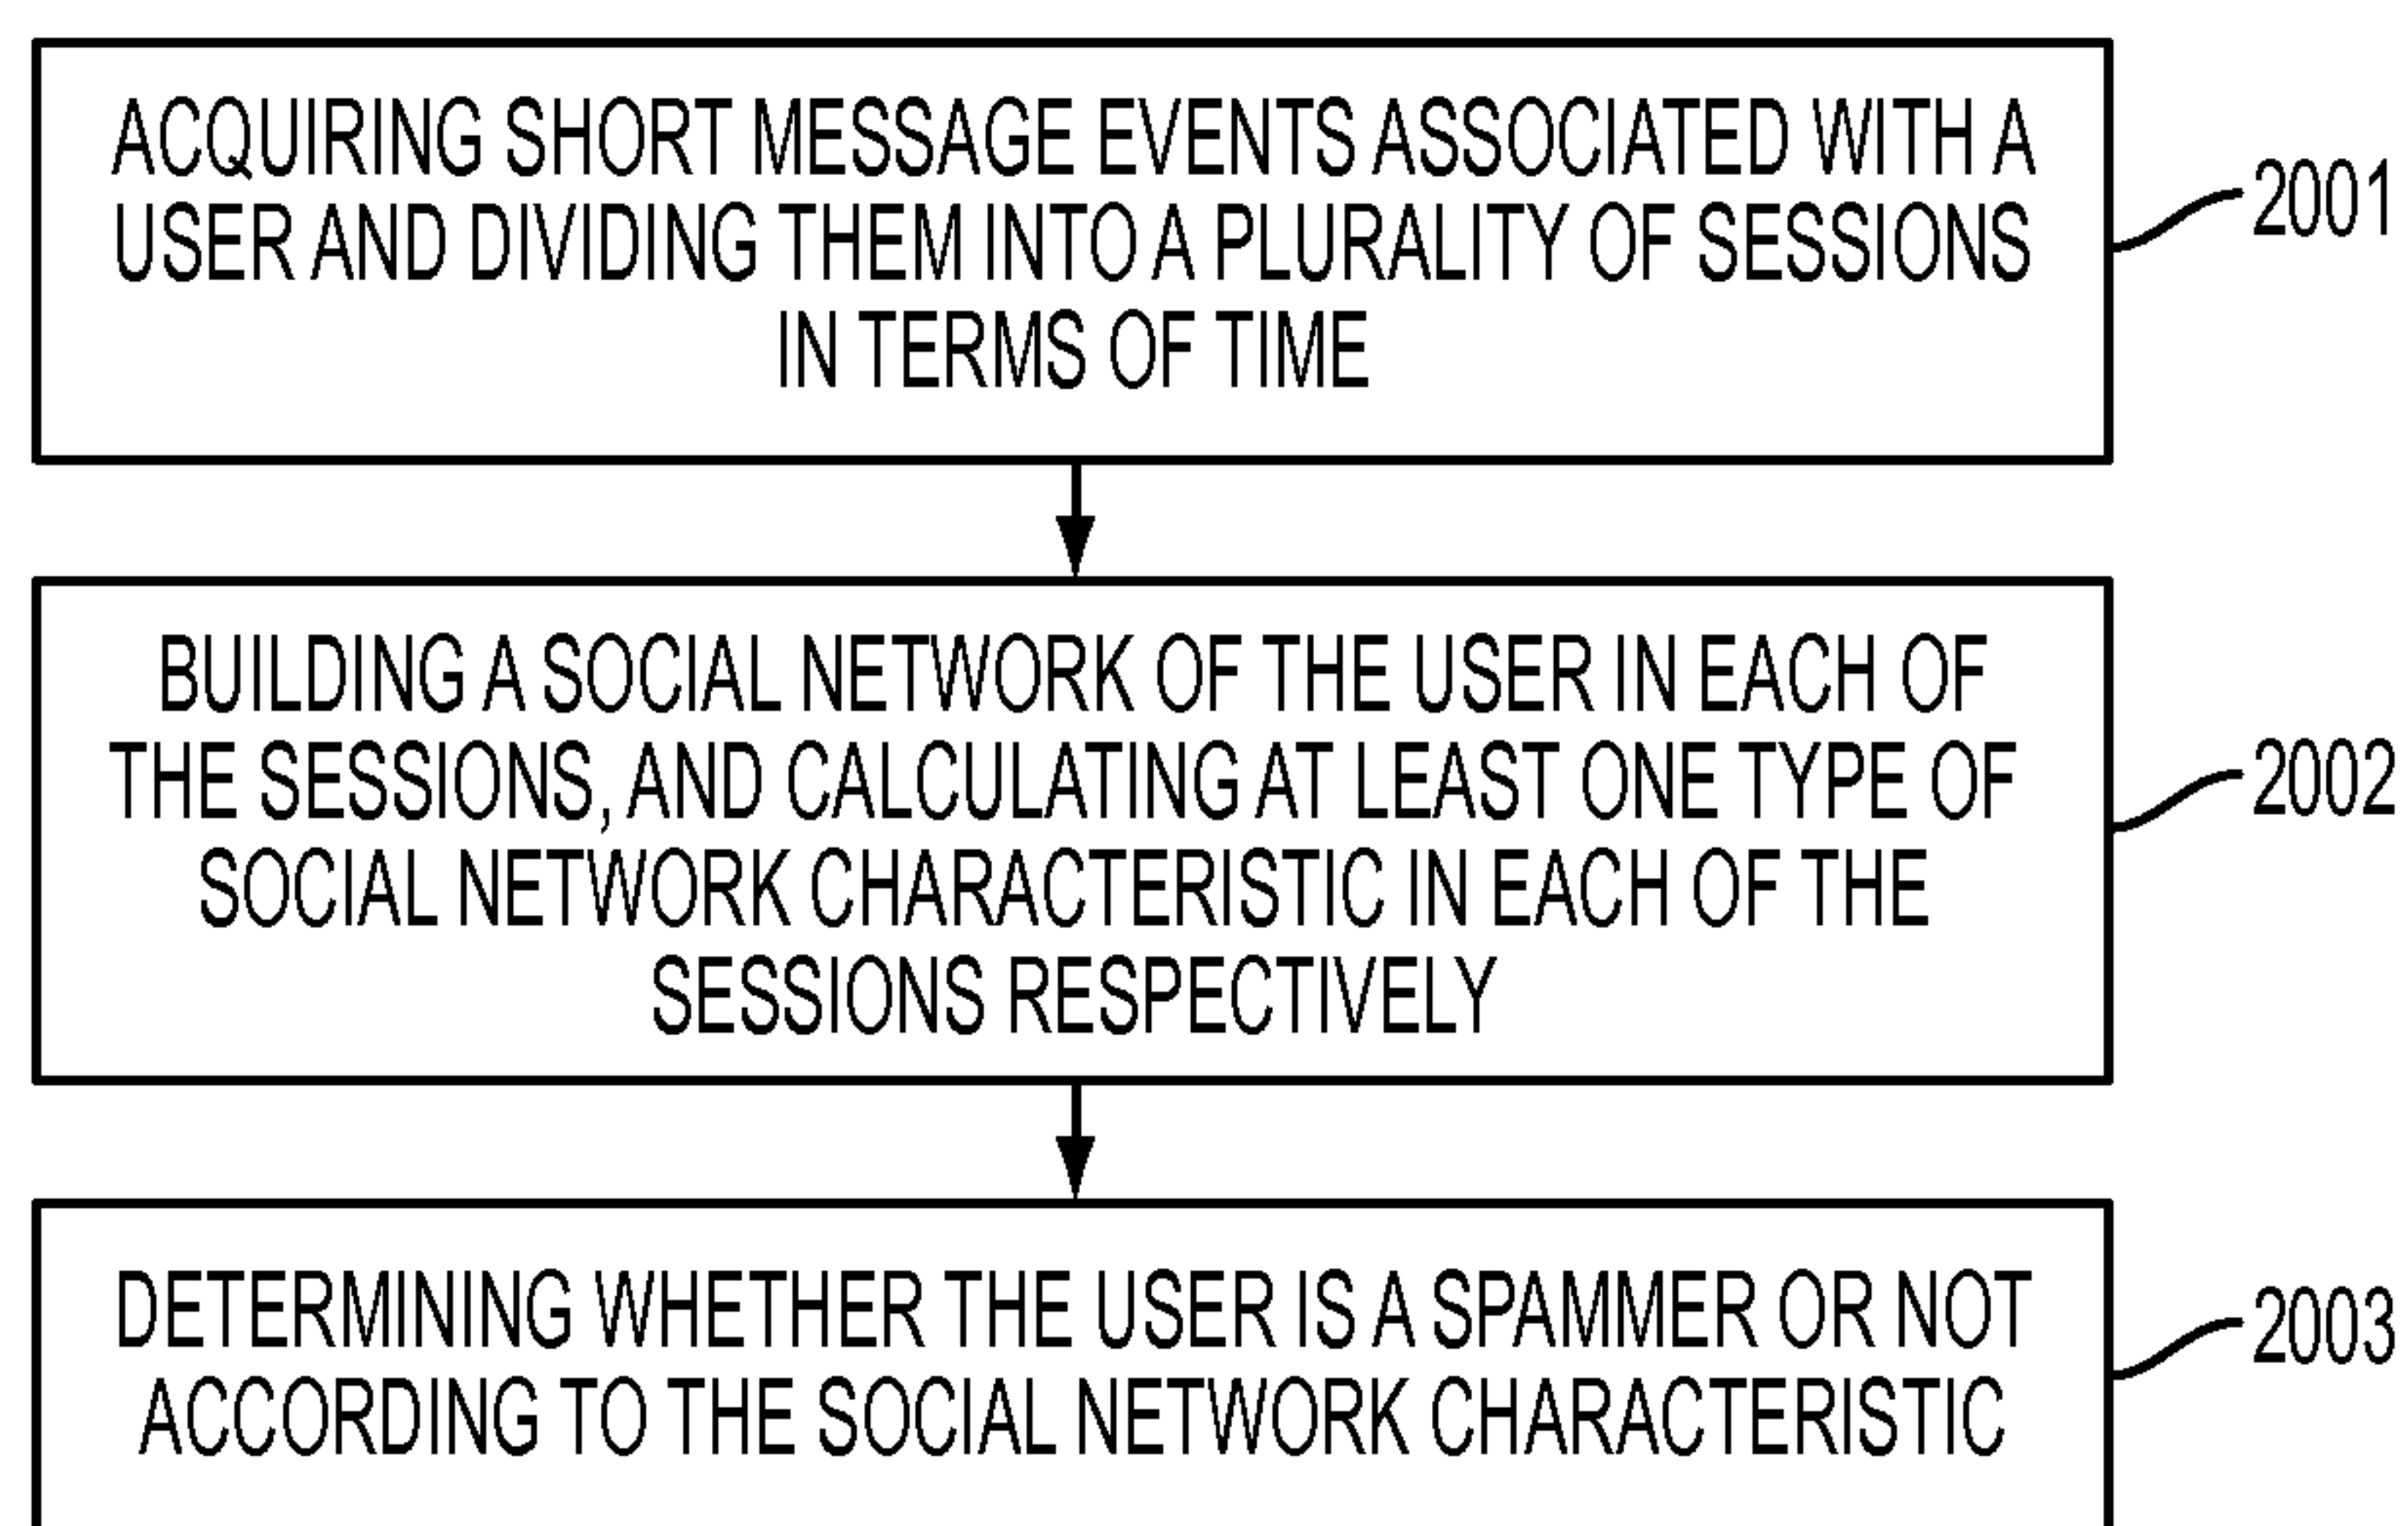 ACQUIRING SHORT MESSAGE EVENTS ASSOCIATED WITH A
USER AND DIVIDING THEM INTO A PLURALITY OF SESSIONS
IN TERMS OF TIME
2001
BUILDING A SOCIAL NETWORK OF THE USER IN EACH OF
THE SESSIONS, AND CALCULATING AT LEAST ONE TYPE OF
SOCIAL NETWORK CHARACTERISTIC IN EACH OF THE
SESSIONS RESPECTIVELY
2002
DETERMINING WHETHER THE USER IS A SPAMMER OR NOT
ACCORDING TO THE SOCIAL NETWORK CHARACTERISTIC
2003